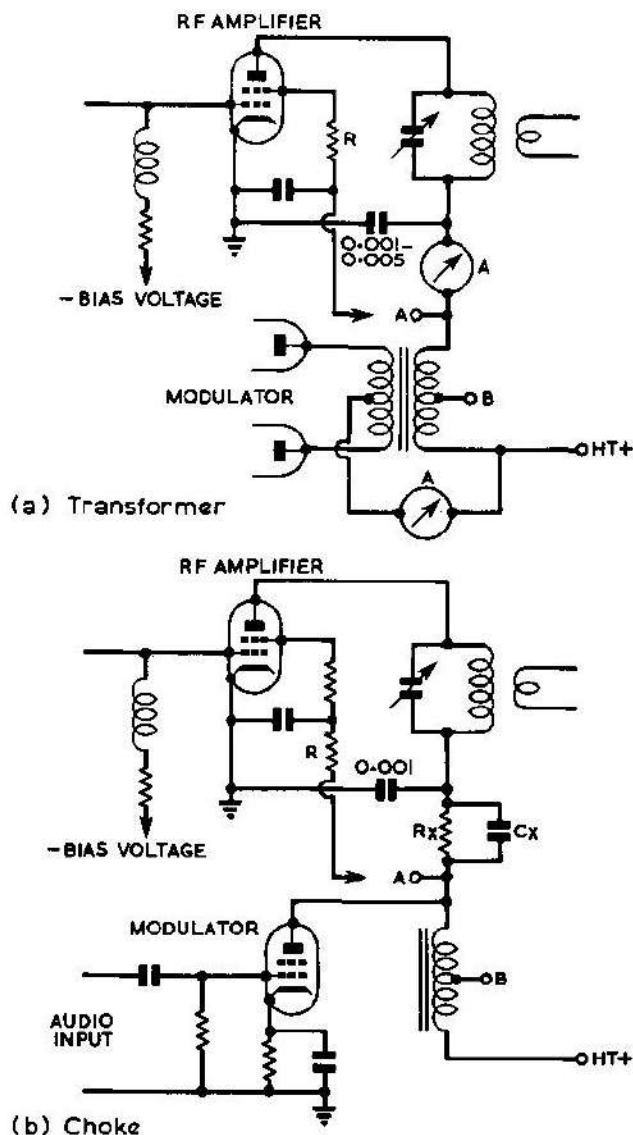 RF AMPLIFIER
R
0·001–
0·005
A
A
– BIAS VOLTAGE
MODULATOR
B
HT+
A
(a) Transformer
RF AMPLIFIER
R
0·001
RX
CX
– BIAS VOLTAGE
A
MODULATOR
B
AUDIO
INPUT
HT+
(b) Choke